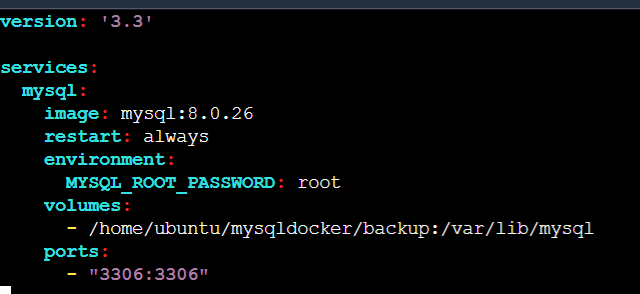 version: '3.3'
services:
mysql:
image: mysql:8.0.26
restart: always
environment:
MYSQL_ROOT_PASSWORD: root
volumes:
- /home/ubuntu/mysqldocker/backup:/var/lib/mysql
ports:
- "3306:3306"